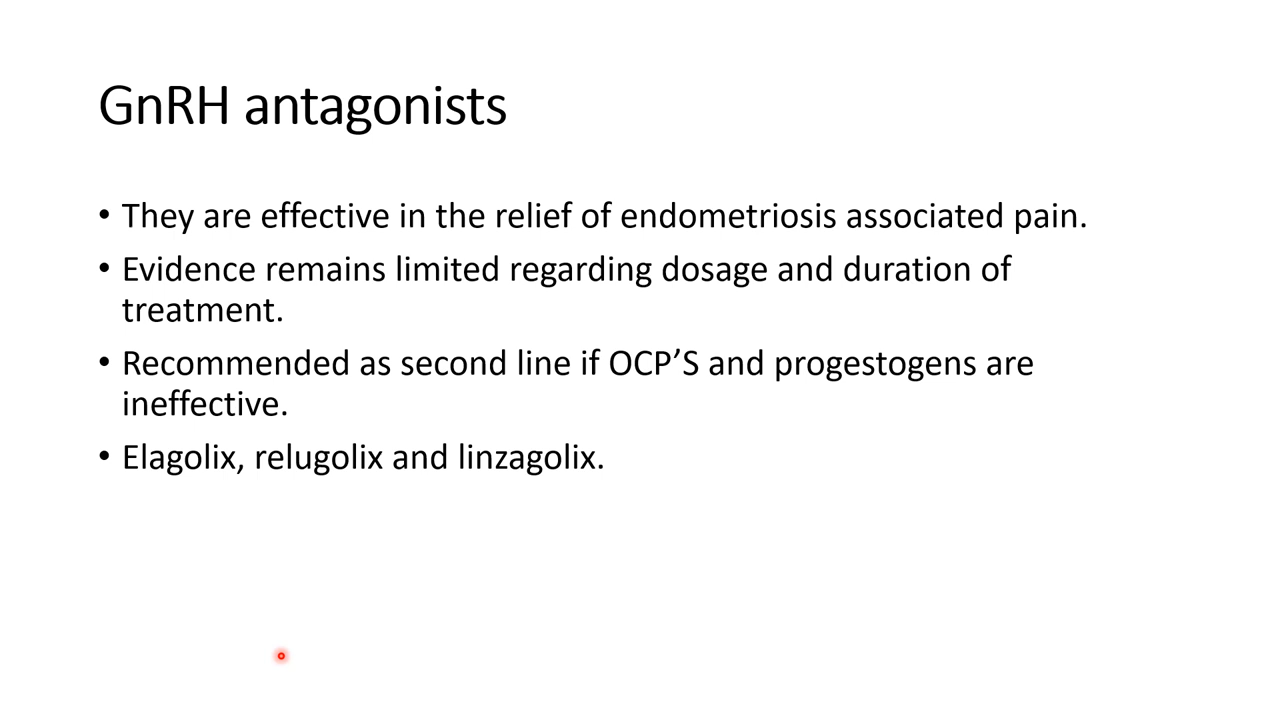 GnRH antagonists
• They are effective in the relief of endometriosis associated pain.
• Evidence remains limited regarding dosage and duration of
treatment.
• Recommended as second line if OCP’S and progestogens are
ineffective.
• Elagolix, relugolix and linzagolix.